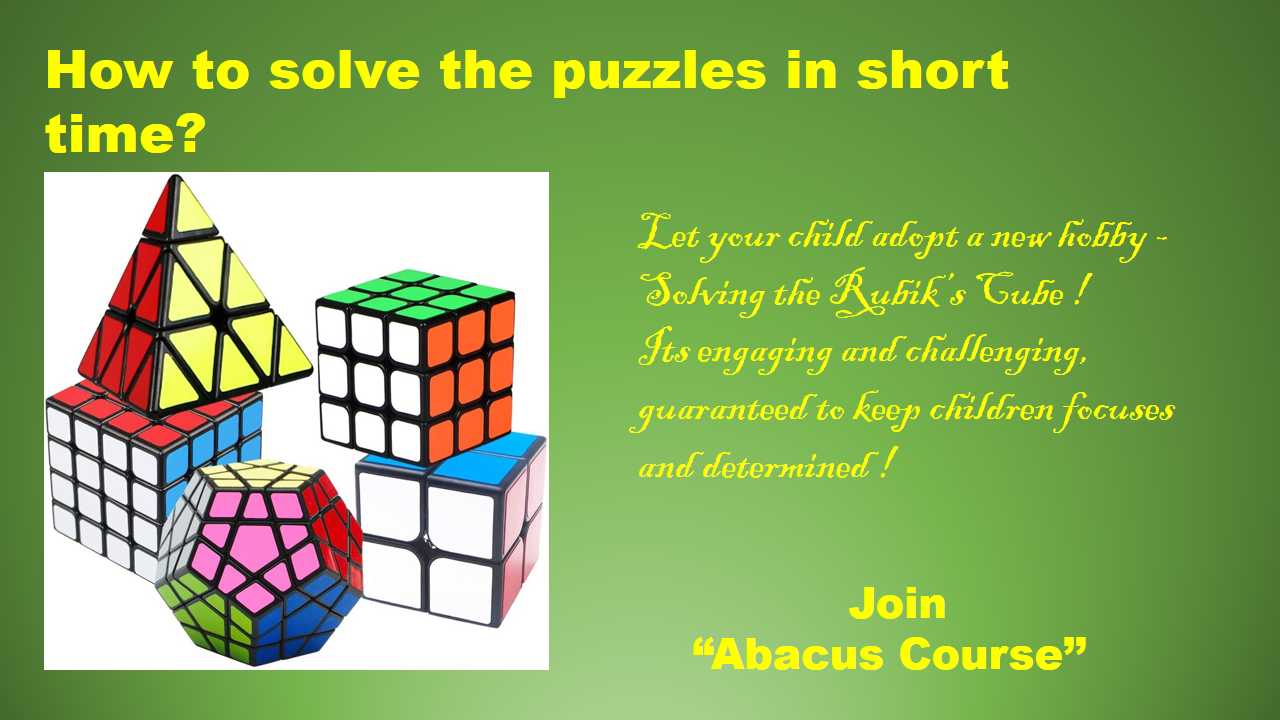 How to solve the puzzles in short
time?
Let your child adopt a new hobby -
Solving the Rubik's Cube !
Its engaging and challenging,
guaranteed to keep children focuses
and determined !
Join
“Abacus Course”